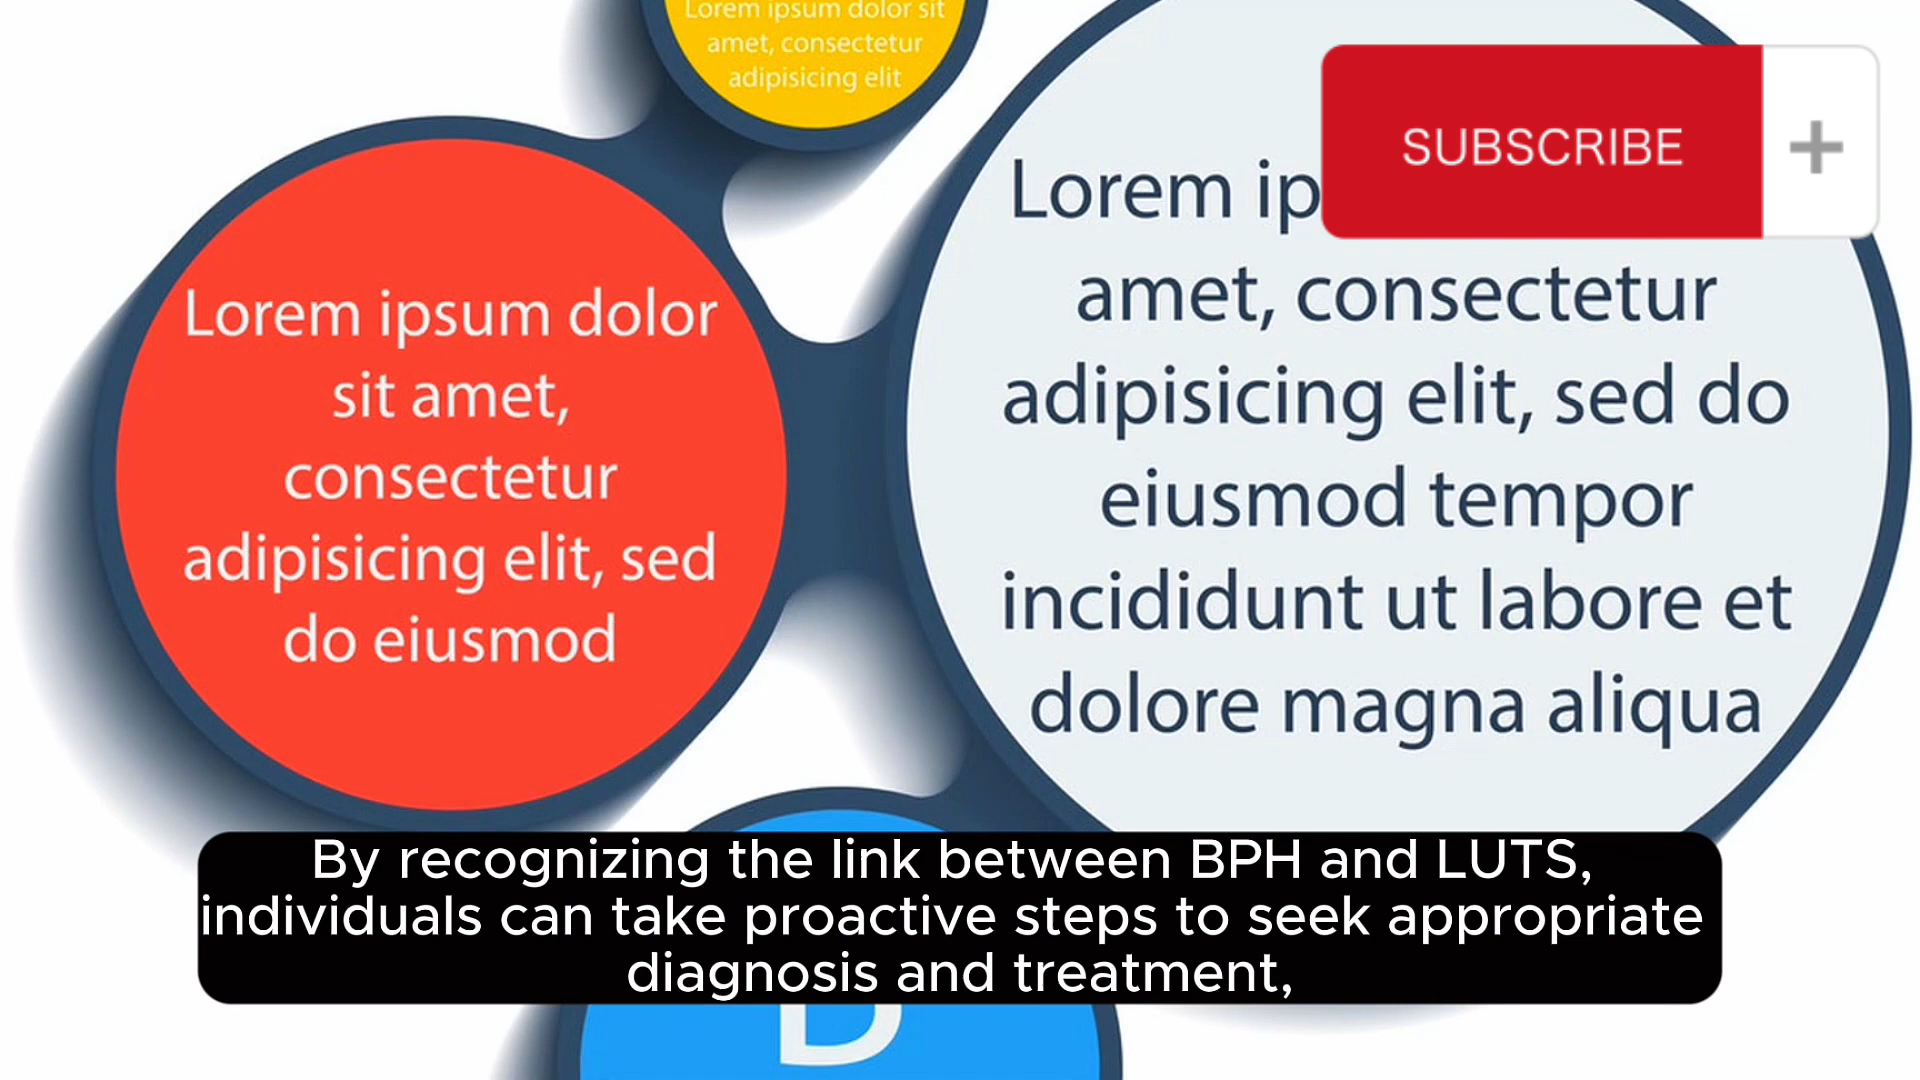 Lorem ipsum dolor sit
amet, consectetur
adipisicing elit
SUBSCRIBE
Lorem ip
amet, consectetur
adipisicing elit, sed do
eiusmod tempor
incididunt ut labore et
dolore magna aliqua
Lorem ipsum dolor
sit amet,
consectetur
adipisicing elit, sed
do eiusmod
By recognizing the link between BPH and LUTS,
individuals can take proactive steps to seek appropriate
diagnosis and treatment,